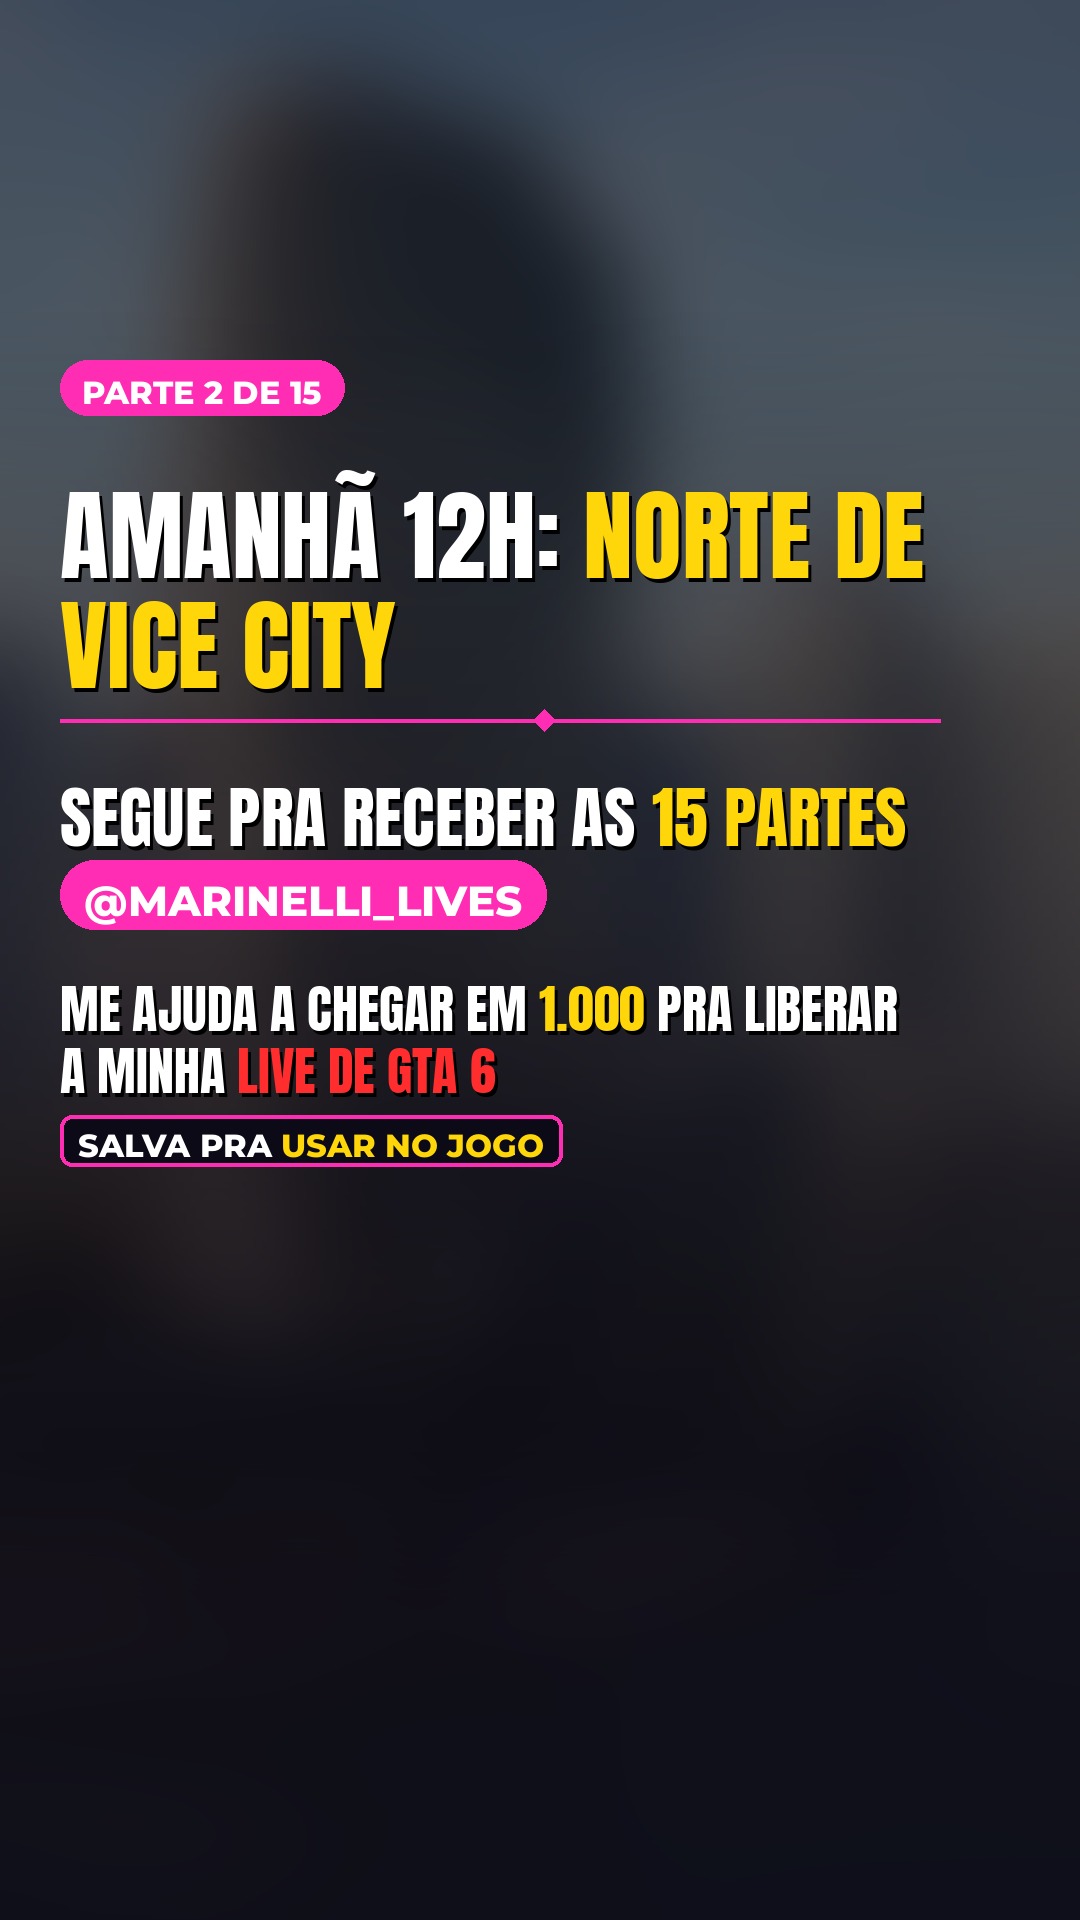 PARTE 2 DE 15
AMANHÃ 12H: NORTE DE
VICE CITY
SEGUE PRA RECEBER AS 15 PARTES
@MARINELLI_LIVES
ME AJUDA A CHEGAR EM 1.000 PRA LIBERAR
A MINHA LIVE DE GTA 6
SALVA PRA USAR NO JOGO